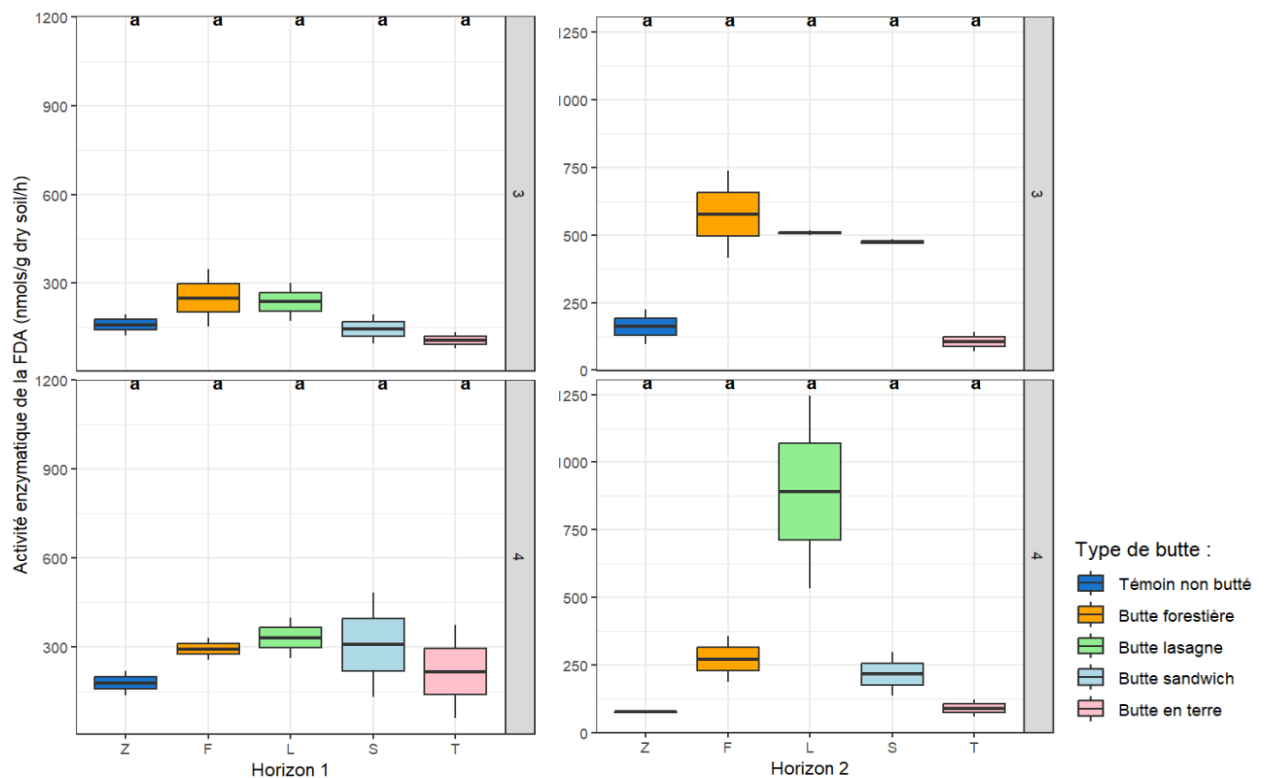 Activité enzymatique de la FDA (nmols/g dry soil/h)
1200
900
600
300
a a a a a
3
1250
1000
750
500
250
0
a a a a a
3
1200
900
600
300
a a a a a
4
Z F L S T
Horizon 1
1250
1000
750
500
250
0
a a a a a
4
Z F L S T
Horizon 2
Type de butte :
Témoin non butté
Butte forestière
Butte lasagne
Butte sandwich
Butte en terre